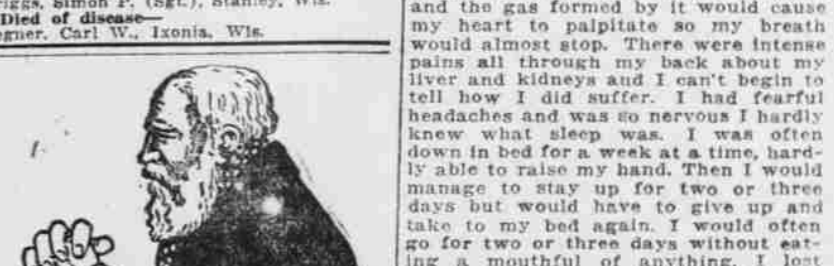 Simon P. (Sgt.), Stanley, Wis.
Died of disease—
Carl W., Ixonia, Wis.
and the gas formed by it would cause
my heart to palpitate so my breath
would almost stop. There were intense
pains all through my back about my
liver and kidneys and I can't begin to
tell how I did suffer. I had fearful
headaches and was so nervous I hardly
knew what sleep was. I was often
down in bed for a week at a time, hard-
ly able to raise my hand. Then I would
manage to stay up for two or three
days but would have to give up and
take to my bed again. I would often
go for two or three days without eat-
ing a mouthful of anything. I lost